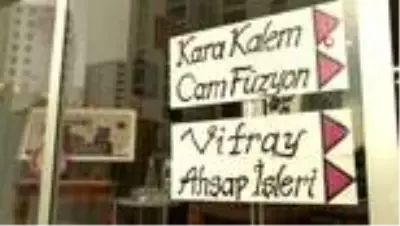 Kara Kalem
Cam Füzyon
Vitray
Ahşap İşleri